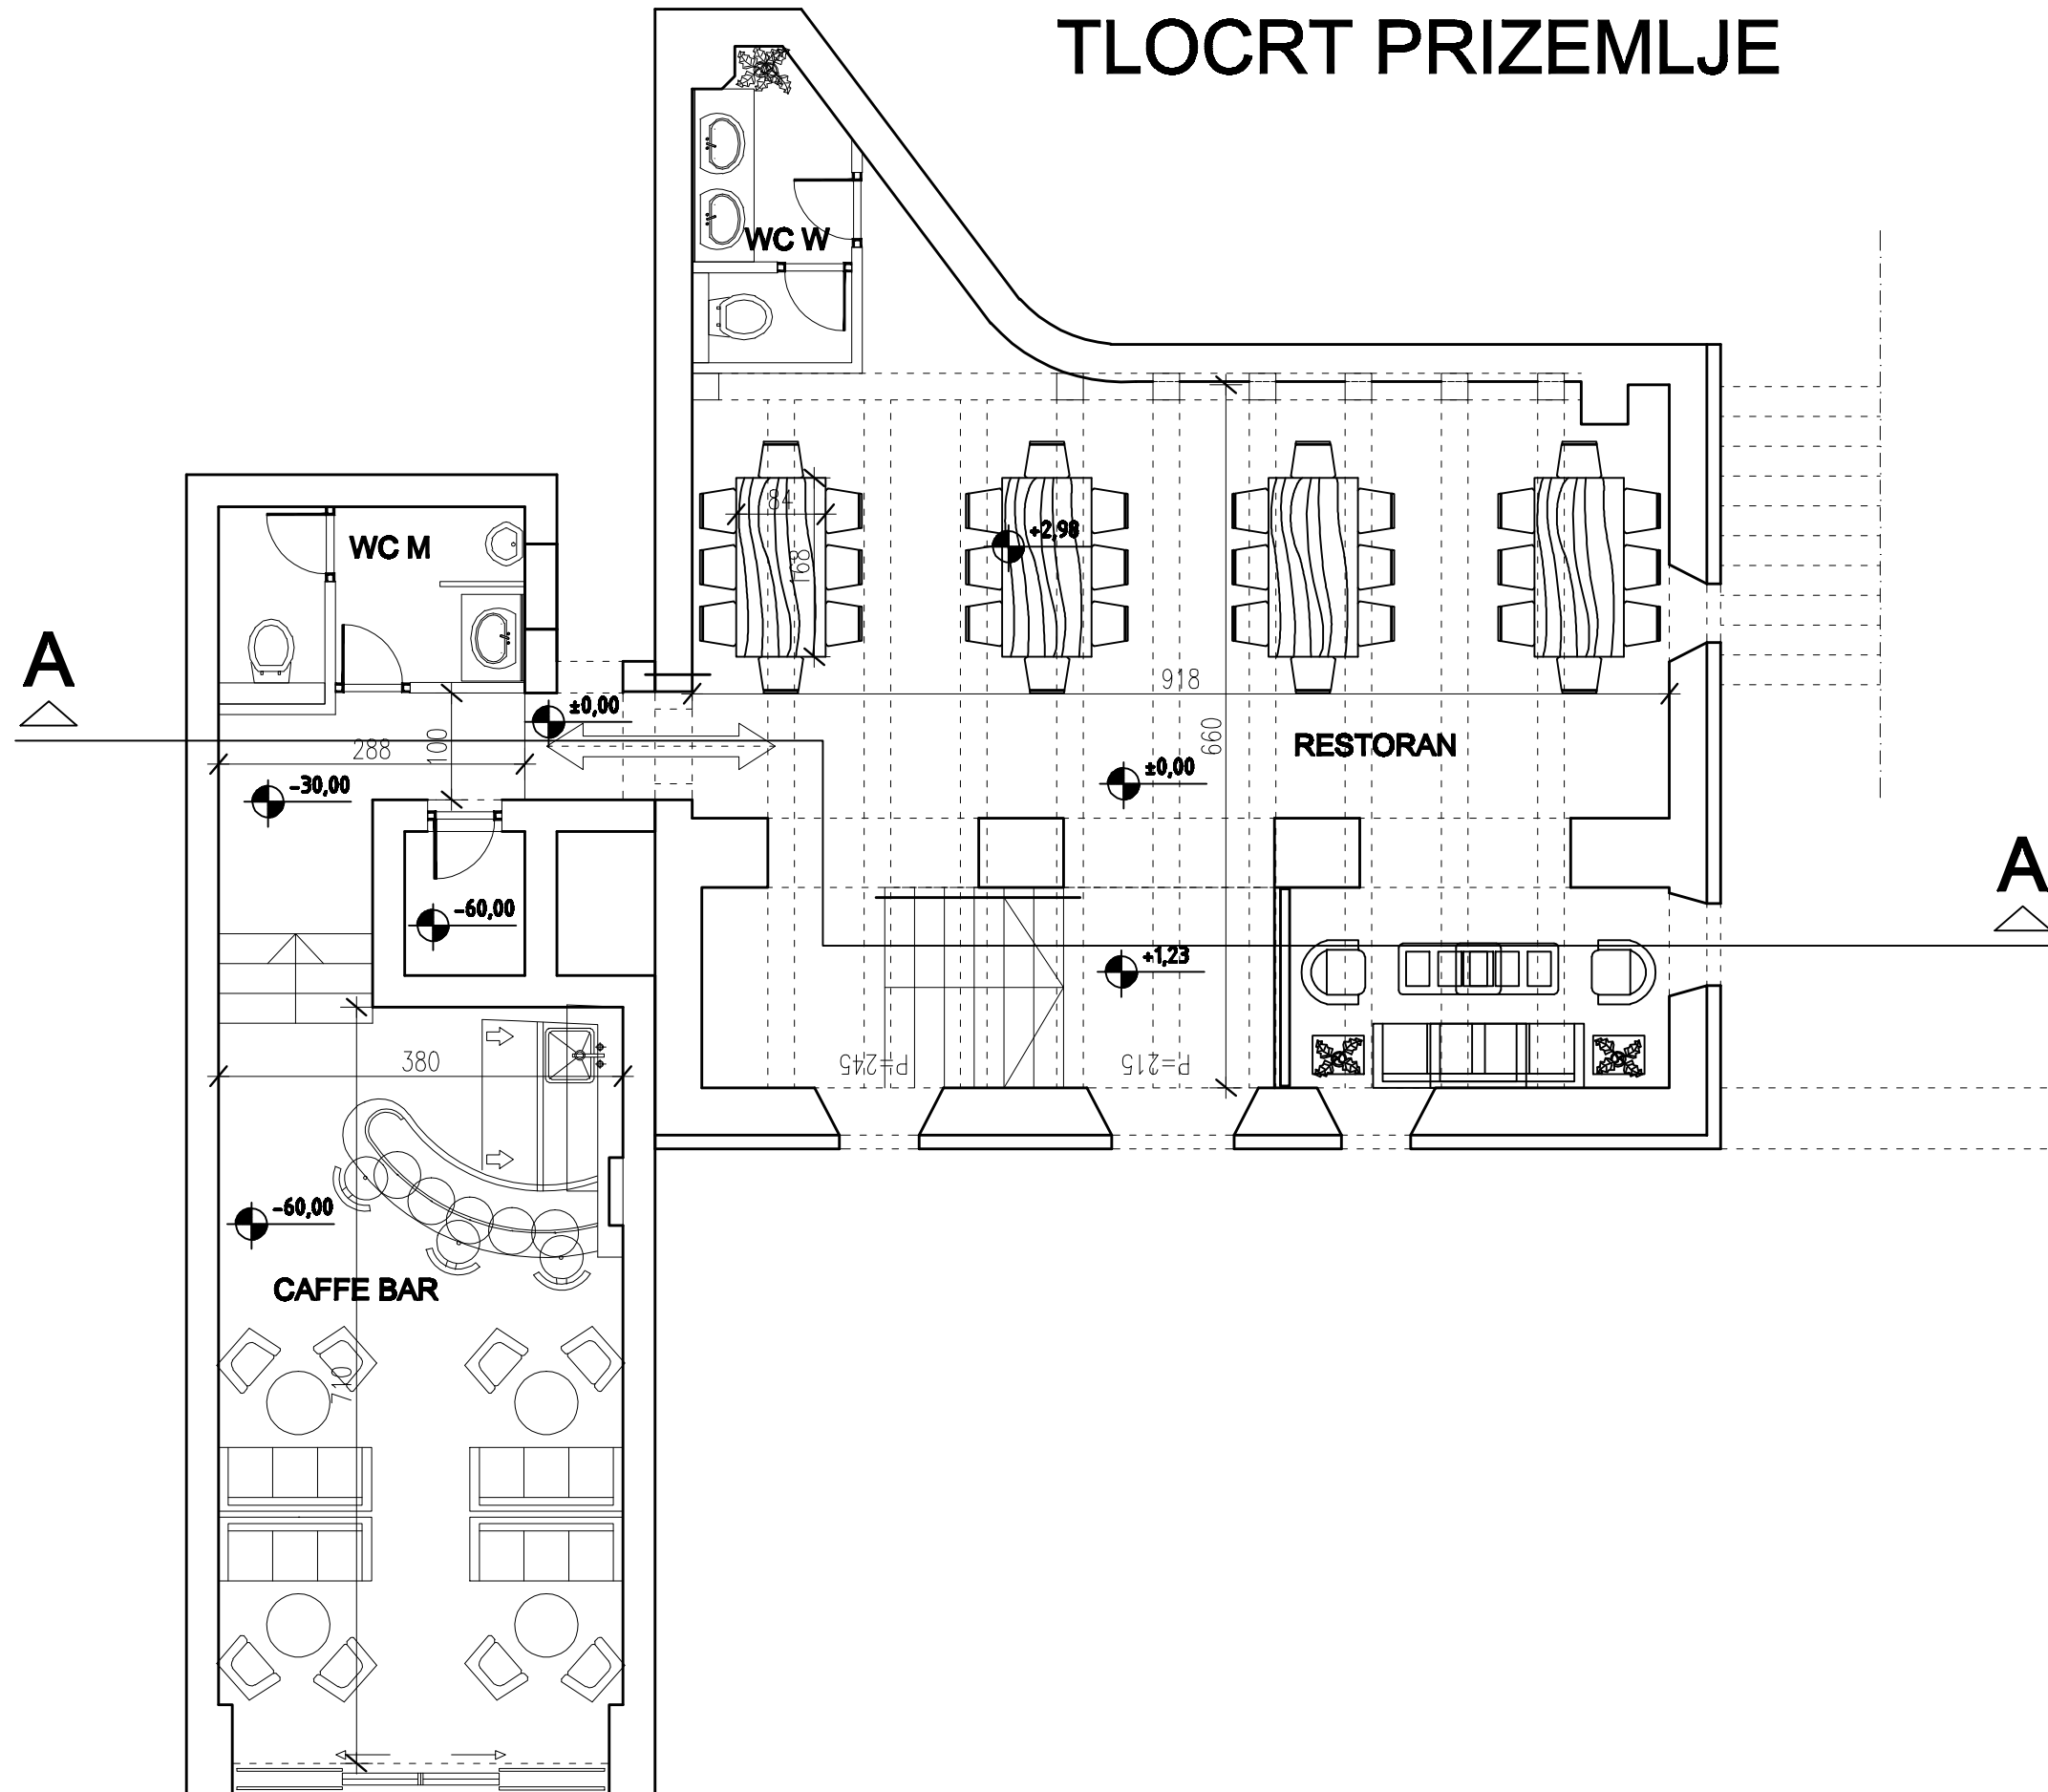 TLOCRT PRIZEMLJE
WC W
84
WC M
+2,98
168
A
918
±0,00
660
288
100
RESTORAN
±0,00
-30,00
A
-60,00
+1,23
380
P=245
P=215
-60,00
CAFFE BAR
710